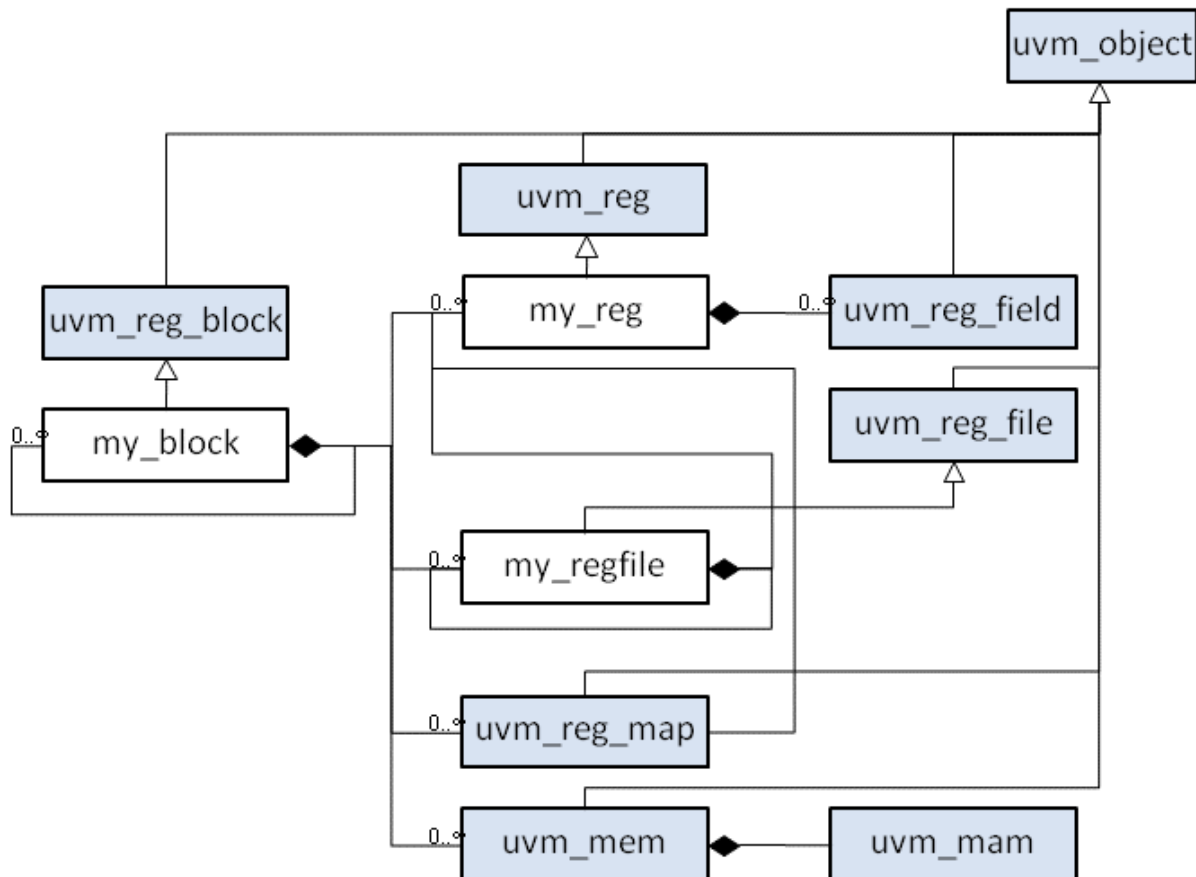 uvm_object
uvm_reg
uvm_reg_block
0..∞
my_reg
0..∞
uvm_reg_field
0..∞
my_block
uvm_reg_file
0..∞
my_regfile
0..∞
uvm_reg_map
0..∞
uvm_mem
uvm_mam